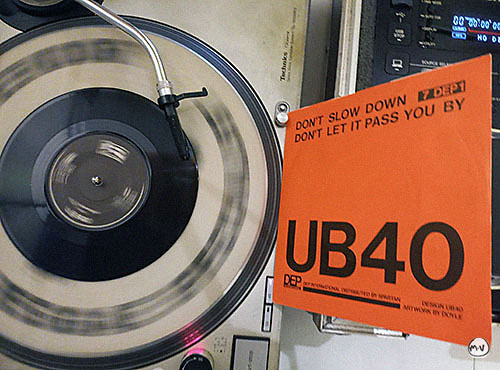 Technics
DON'T SLOW DOWN 7 DEP 1
DON'T LET IT PASS YOU BY
UB40
DEP
DEP INTERNATIONAL DISTRIBUTED BY SPARTAN
DESIGN UB40
ARTWORK BY DOYLE